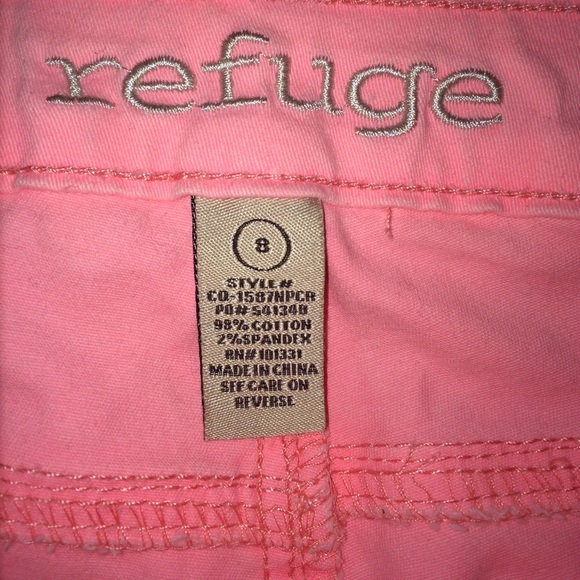 refuge
8
STYLE#
CO-1587NPCR
PO# 541348
98% COTTON
2%SPANDEX
RN# 101331
MADE IN CHINA
SEE CARE ON
REVERSE